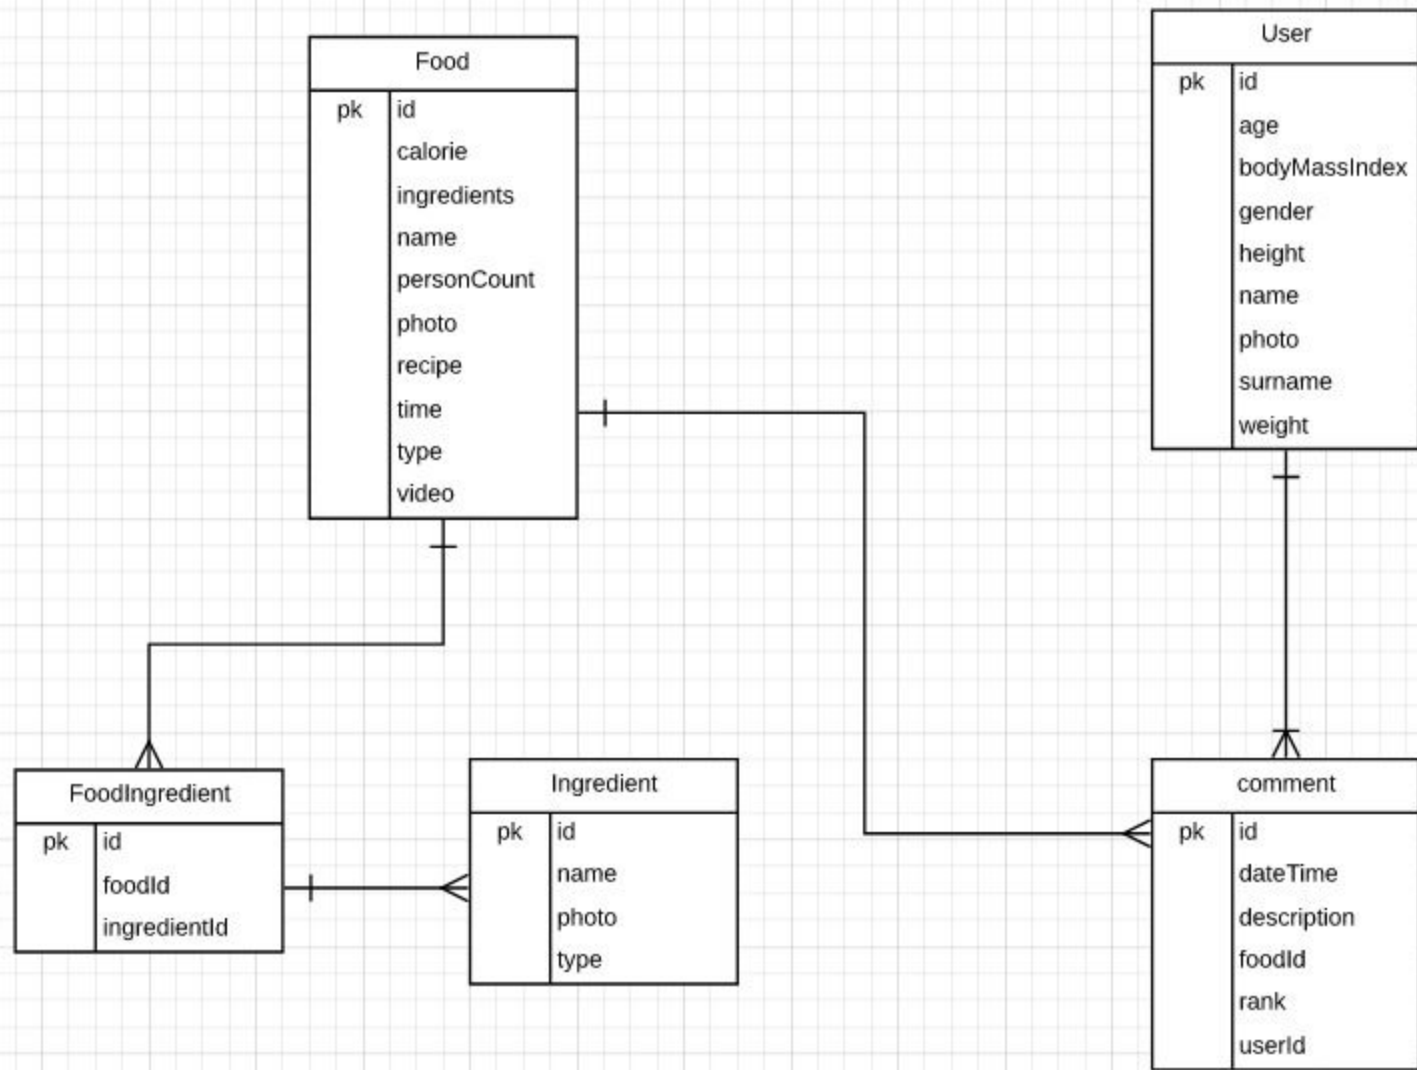 Food
pk id
calorie
ingredients
name
personCount
photo
recipe
time
type
video
User
pk id
age
bodyMassIndex
gender
height
name
photo
surname
weight
FoodIngredient
pk id
foodId
ingredientId
Ingredient
pk id
name
photo
type
comment
pk id
dateTime
description
foodId
rank
userId